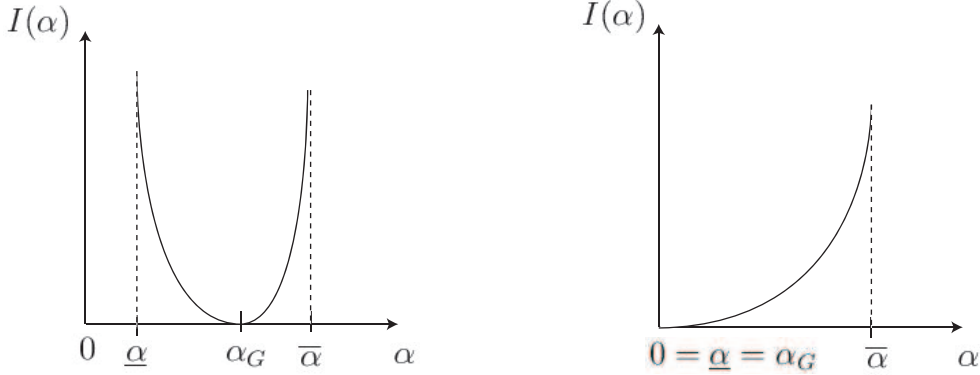 I(α)
0 α̲ α_G α̅ α
I(α)
0 = α̲ = α_G α̅ α